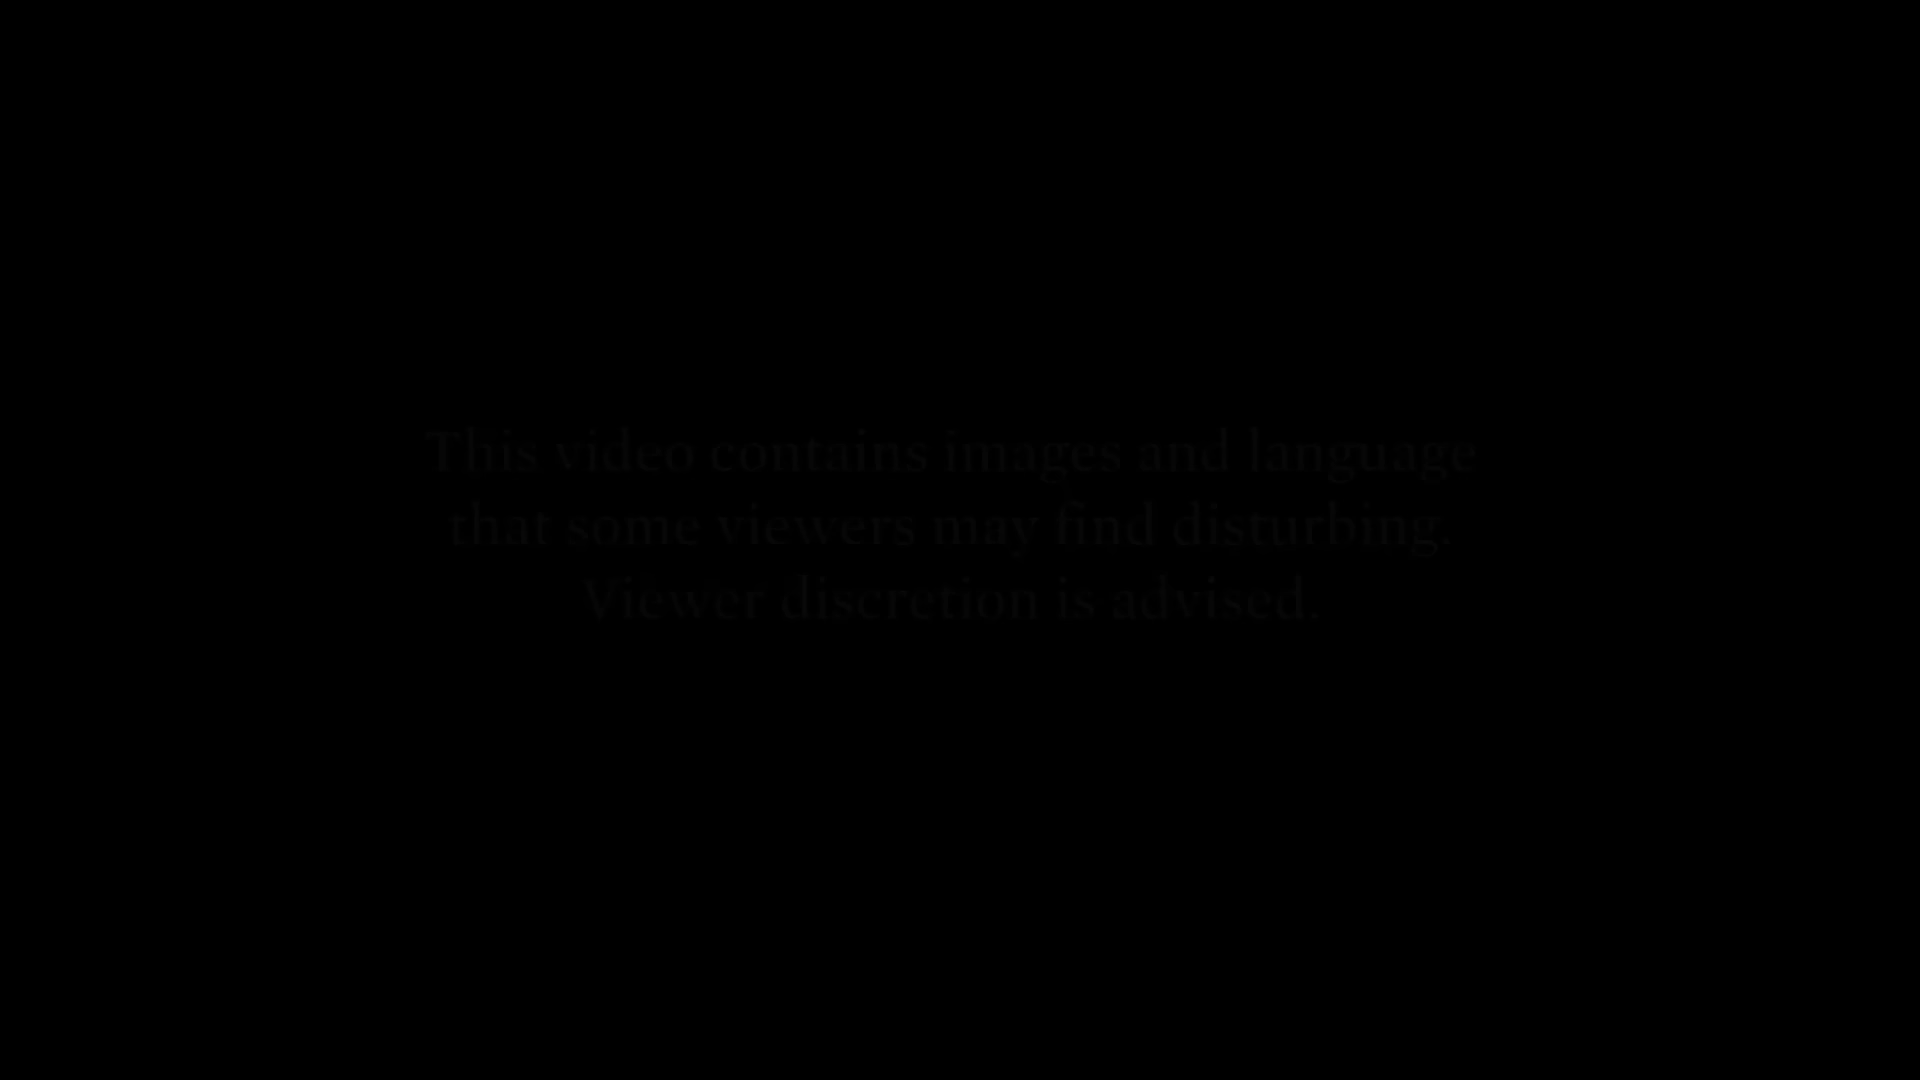 This video contains images and language
that some viewers may find disturbing.
Viewer discretion is advised.